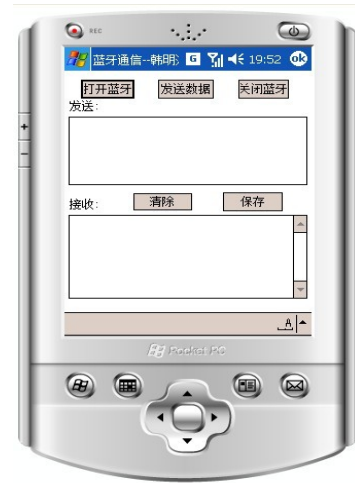 REC
蓝牙通信--韩明 G 19:52 ok
打开蓝牙 发送数据 关闭蓝牙
发送:
接收: 清除 保存
A
Pocket PC